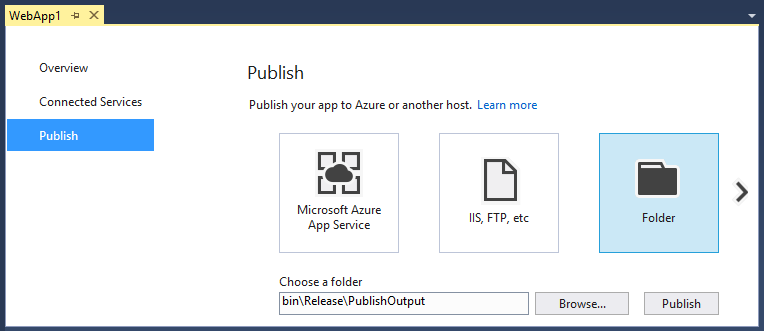 WebApp1
Overview
Connected Services
Publish
Publish
Publish your app to Azure or another host. Learn more
Microsoft Azure
App Service
IIS, FTP, etc
Folder
Choose a folder
bin\Release\PublishOutput
Browse...
Publish